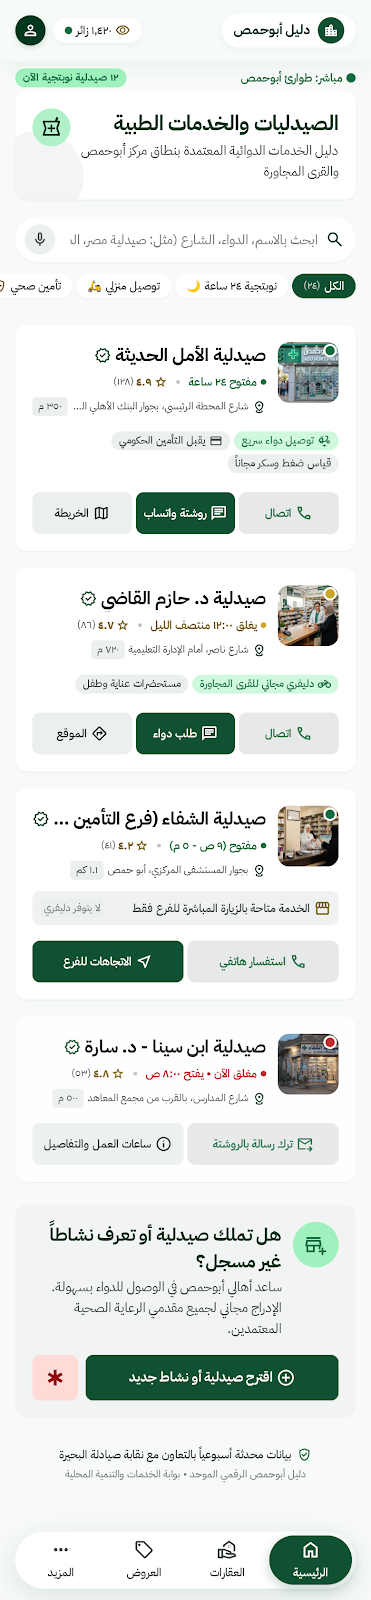 دليل أبوحمص
١,٤٢٠ زائر
مباشر: طوارئ أبوحمص
١٢ صيدلية نوبتجية الآن
الصيدليات والخدمات الطبية
دليل الخدمات الدوائية المعتمدة بنطاق مركز أبوحمص
والقرى المجاورة
ابحث بالاسم، الدواء، الشارع (مثل: صيدلية مصر، الد
الكل (٢٤)
نوبتجية ٢٤ ساعة 🌙
توصيل منزلي 🛵
تأمين صحي
صيدلية الأمل الحديثة
مفتوح ٢٤ ساعة • ٤.٩ (١٢٨)
شارع المحطة الرئيسي، بجوار البنك الأهلي الـ... ٣٥٠ م
توصيل دواء سريع
يقبل التأمين الحكومي
قياس ضغط وسكر مجاناً
اتصال
روشتة واتساب
الخريطة
صيدلية د. حازم القاضي
يغلق ١٢:٠٠ منتصف الليل • ٤.٧ (٨٦)
شارع ناصر، أمام الإدارة التعليمية ٧٢٠ م
دليفري مجاني للقرى المجاورة
مستحضرات عناية وطفل
اتصال
طلب دواء
الموقع
صيدلية الشفاء (فرع التأمين ...
مفتوح (٩ ص - ٥ م) • ٤.٢ (٤١)
بجوار المستشفى المركزي، أبو حمص ١.١ كم
الخدمة متاحة بالزيارة المباشرة للفرع فقط
لا يتوفر دليفري
استفسار هاتفي
الاتجاهات للفرع
صيدلية ابن سينا - د. سارة
مغلق الآن • يفتح ٨:٠٠ ص ٤.٨ (٥٣)
شارع المدارس، بالقرب من مجمع المعاهد ٥٠٠ م
ترك رسالة بالروشتة
ساعات العمل والتفاصيل
هل تملك صيدلية أو تعرف نشاطاً
غير مسجل؟
ساعد أهالي أبوحمص في الوصول للدواء بسهولة.
الإدراج مجاني لجميع مقدمي الرعاية الصحية
المعتمدين.
اقترح صيدلية أو نشاط جديد
بيانات محدثة أسبوعياً بالتعاون مع نقابة صيادلة البحيرة
دليل أبوحمص الرقمي الموحد • بوابة الخدمات والتنمية المحلية
الرئيسية
العقارات
العروض
المزيد